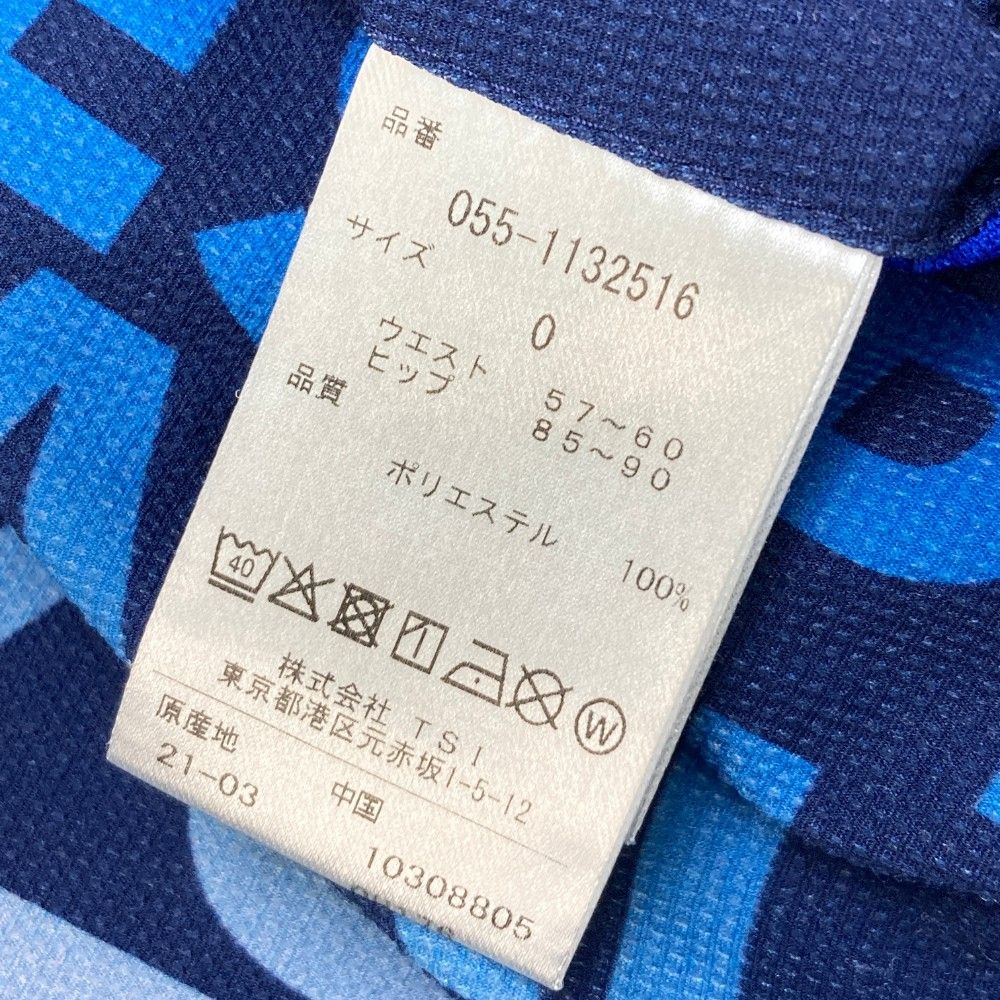 品番
055-1132516
サイズ
0
ウエスト 57～60
ヒップ 85～90
品質
ポリエステル 100%
40
W
株式会社 TSI
東京都港区元赤坂1-5-12
原産地 中国
21-03
10308805